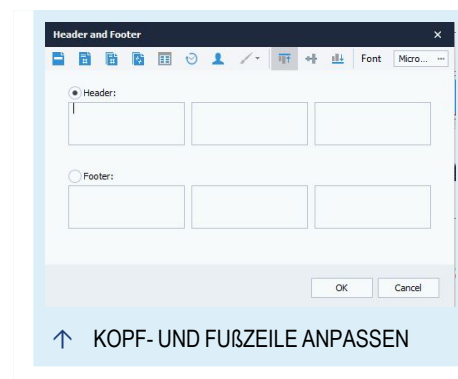 Header and Footer
Font Micro...
Header:
Footer:
OK Cancel
KOPF- UND FUßZEILE ANPASSEN